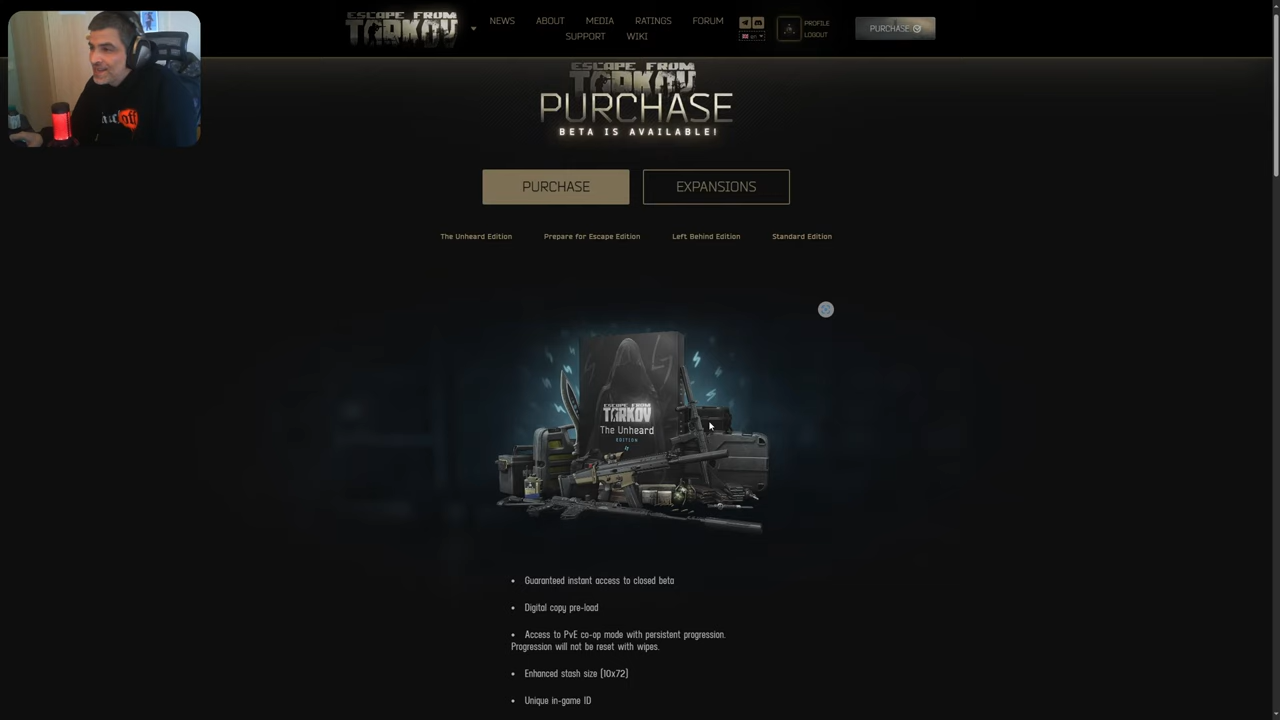 ESCAPE FROM TARKOV
NEWS ABOUT MEDIA RATINGS FORUM
SUPPORT WIKI
en
PROFILE
LOGOUT
PURCHASE
ESCAPE FROM
TARKOV
PURCHASE
BETA IS AVAILABLE!
PURCHASE EXPANSIONS
The Unheard Edition Prepare for Escape Edition Left Behind Edition Standard Edition
ESCAPE FROM
TARKOV
The Unheard
EDITION
• Guaranteed instant access to closed beta
• Digital copy pre-load
• Access to PvE co-op mode with persistent progression.
Progression will not be reset with wipes.
• Enhanced stash size (10x72)
• Unique in-game ID